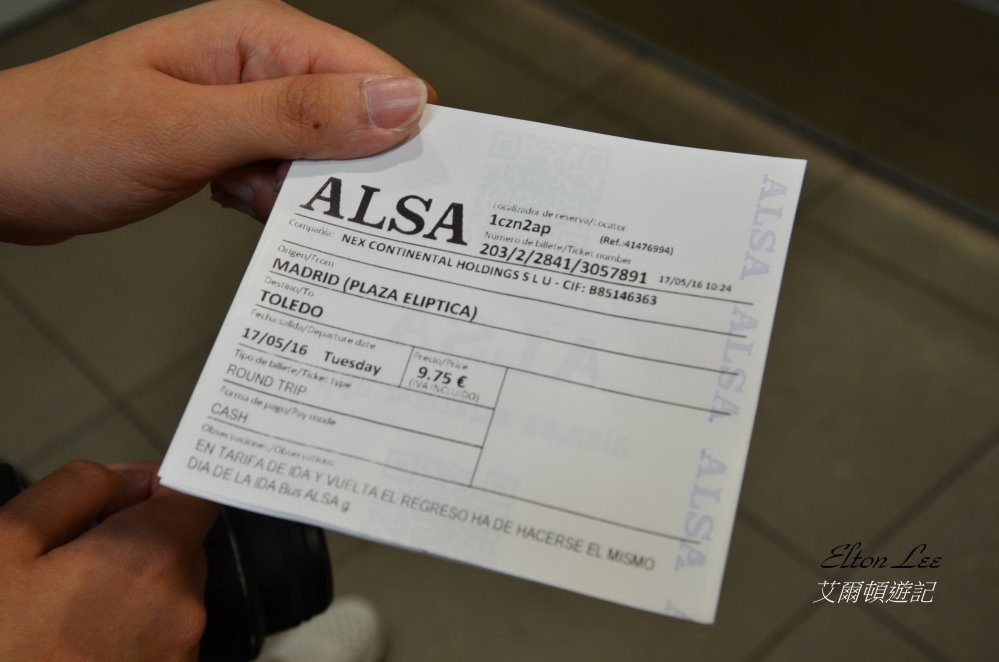 ALSA
Localizador de reserva/Locator
1czn2ap (Ref.:41476994)
Número de billete/Ticket number
203/2/2841/3057891 17/05/16 10:24
Compañia: NEX CONTINENTAL HOLDINGS S L U - CIF: B85146363
Origen/From
MADRID (PLAZA ELIPTICA)
Destino/To
TOLEDO
Fecha salida/Departure date
17/05/16 Tuesday
Precio/Price
9.75 €
(IVA INCLUIDO)
Tipo de billete/Ticket type
ROUND TRIP
Forma de pago/Pay mode
CASH
Observaciones/Observations
EN TARIFA DE IDA Y VUELTA EL REGRESO HA DE HACERSE EL MISMO
DIA DE LA IDA Bus ALSA g
ALSA ALSA ALSA
Elton Lee
艾爾頓遊記